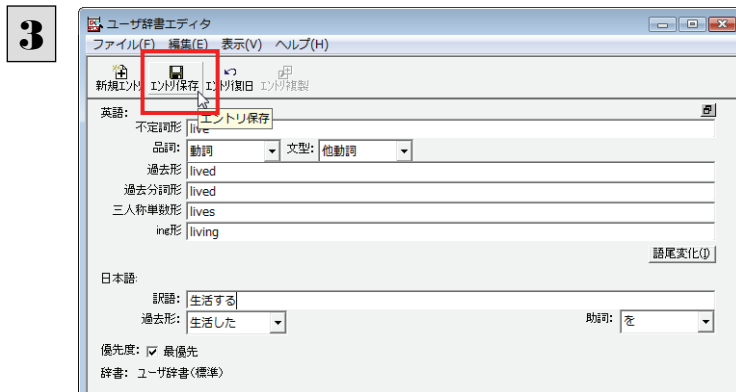 3
ユーザ辞書エディタ
ファイル(F) 編集(E) 表示(V) ヘルプ(H)
新規エントリ エントリ保存 エントリ復旧 エントリ複製
エントリ保存
英語:
不定詞形 live
品詞: 動詞 文型: 他動詞
過去形 lived
過去分詞形 lived
三人称単数形 lives
ing形 living
語尾変化(I)
日本語:
訳語: 生活する
過去形: 生活した 助詞: を
優先度: 最優先
辞書: ユーザ辞書(標準)